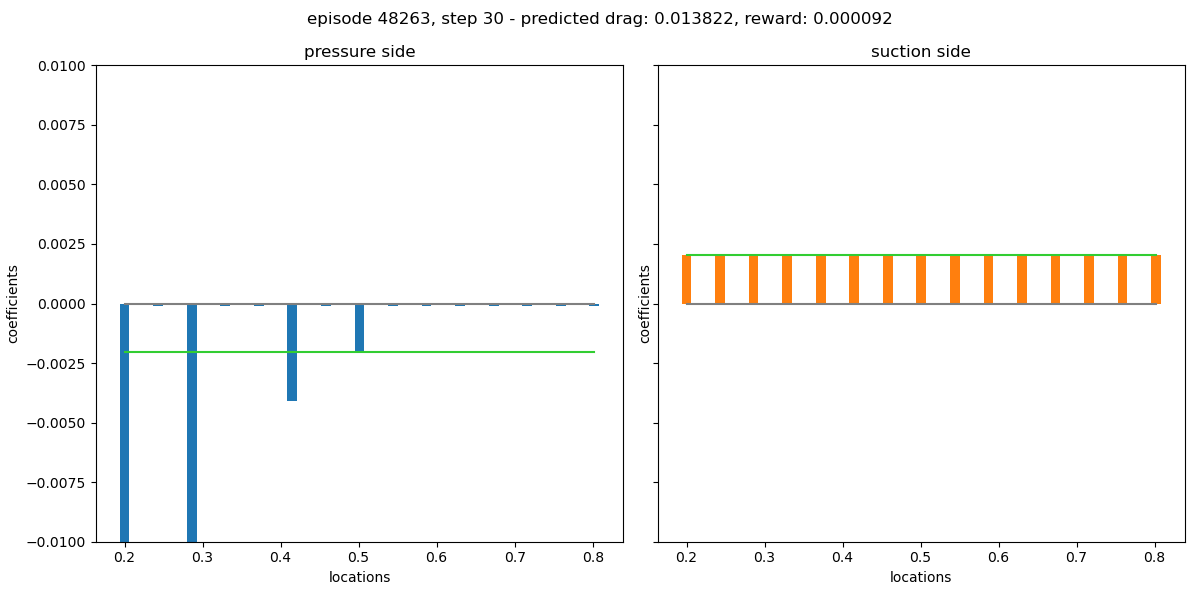 episode 48263, step 30 - predicted drag: 0.013822, reward: 0.000092
pressure side
suction side
0.0100
0.0075
0.0050
0.0025
0.0000
−0.0025
−0.0050
−0.0075
−0.0100
coefficients
0.2 0.3 0.4 0.5 0.6 0.7 0.8
locations
coefficients
0.2 0.3 0.4 0.5 0.6 0.7 0.8
locations